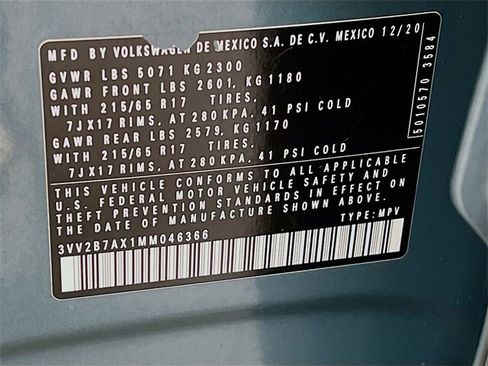 MFD BY VOLKSWAGEN DE MEXICO S.A. DE C.V. MEXICO 12/20
GVWR LBS 5071 KG 2300
GAWR FRONT LBS 2601, KG 1180
WITH 215/65 R17 TIRES,
7JX17 RIMS, AT 280 KPA, 41 PSI COLD
GAWR REAR LBS 2579, KG 1170
WITH 215/65 R17 TIRES,
7JX17 RIMS, AT 280 KPA, 41 PSI COLD
THIS VEHICLE CONFORMS TO ALL APPLICABLE
U.S. FEDERAL MOTOR VEHICLE SAFETY AND
THEFT PREVENTION STANDARDS IN EFFECT ON
THE DATE OF MANUFACTURE SHOWN ABOVE.
3VV2B7AX1MM046366 TYPE: MPV
5010570 3584